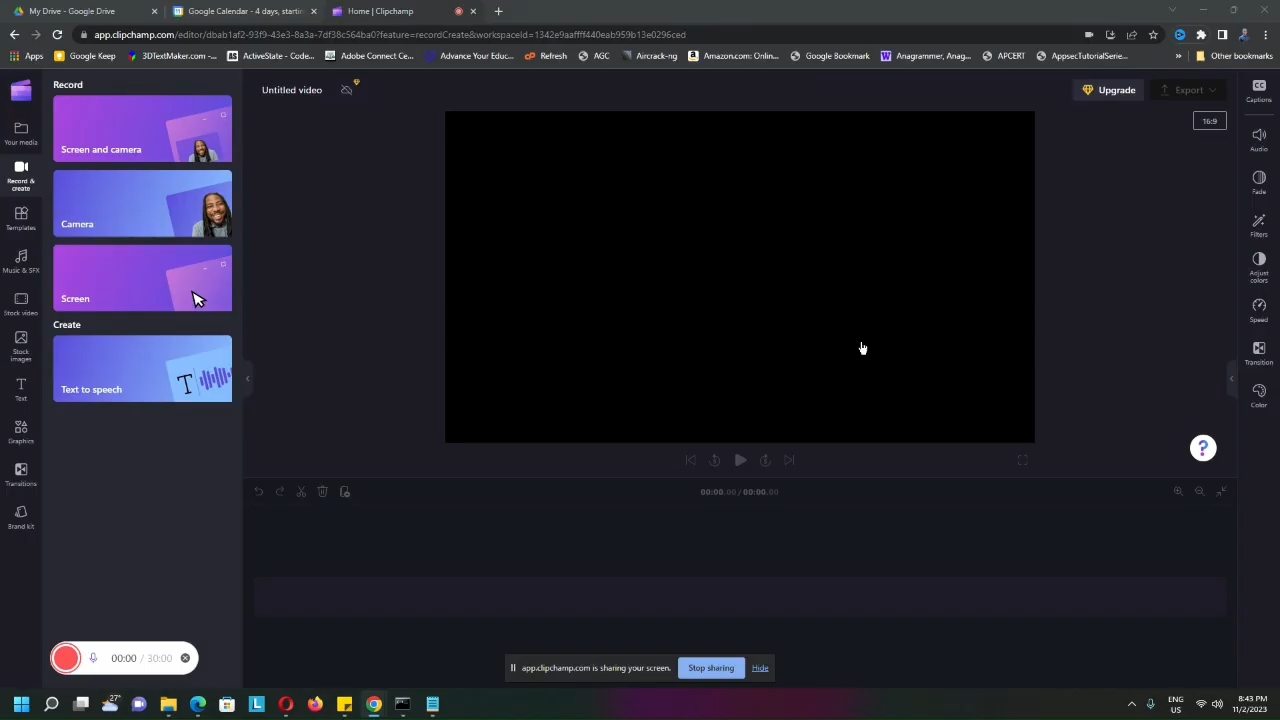 My Drive - Google Drive
Google Calendar - 4 days, startin
Home | Clipchamp
app.clipchamp.com/editor/dbab1af2-93f9-43e3-8a3a-7df38c564ba0?feature=recordCreate&workspaceId=1342e9aaffff440eab959b13e0296ced
Apps Google Keep 3DTextMaker.com -... ActiveState - Code... Adobe Connect Ce... Advance Your Educ... Refresh AGC Aircrack-ng Amazon.com: Onlin... Google Bookmark Anagrammer, Anag... APCERT AppsecTutorialSerie... » Other bookmarks
Record
Screen and camera
Camera
Screen
Create
Text to speech
Your media
Record & create
Templates
Music & SFX
Stock video
Stock images
Text
Graphics
Transitions
Brand kit
Untitled video
Upgrade
Export
16:9
Captions
Audio
Fade
Filters
Adjust colors
Speed
Transition
Color
?
00:00.00 / 00:00.00
00:00 / 30:00
app.clipchamp.com is sharing your screen.
Stop sharing
Hide
27°
ENG
US
8:43 PM
11/2/2023